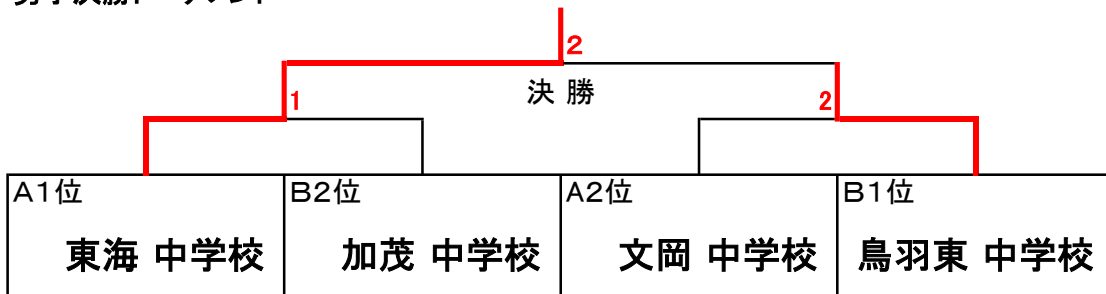 2
決 勝
1
2
A1位
B2位
A2位
B1位
東海 中学校
加茂 中学校
文岡 中学校
鳥羽東 中学校